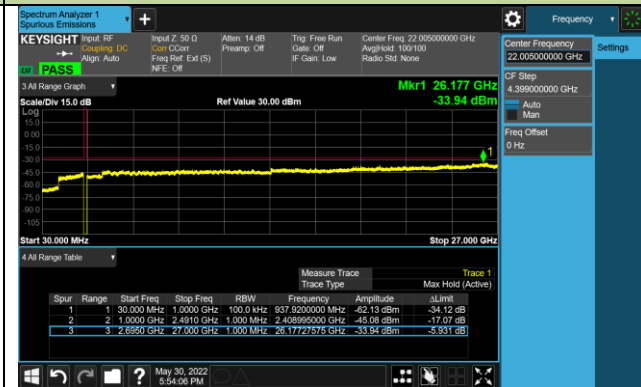 Spectrum Analyzer 1
Spurious Emissions
Frequency
KEYSIGHT Input: RF
Coupling: DC
Align: Auto
Input Z: 50 Ω
Corr CCorr
Freq Ref: Ext (S)
NFE: Off
Atten: 14 dB
Preamp: Off
Trig: Free Run
Gate: Off
IF Gain: Low
Center Freq: 22.005000000 GHz
Avg|Hold: 100/100
Radio Std: None
PASS
Center Frequency
22.005000000 GHz
Settings
CF Step
4.399000000 GHz
Auto
Man
Freq Offset
0 Hz
3 All Range Graph
Mkr1 26.177 GHz
Scale/Div 15.0 dB
Ref Value 30.00 dBm
-33.94 dBm
Log
15.0
0.00
-15.0
-30.0
-45.0
-60.0
-75.0
-90.0
-105
1
Start 30.000 MHz
Stop 27.000 GHz
4 All Range Table
Measure Trace Trace 1
Trace Type Max Hold (Active)
Spur Range Start Freq Stop Freq RBW Frequency Amplitude ΔLimit
1 1 30.000 MHz 1.0000 GHz 100.0 kHz 937.9200000 MHz -62.13 dBm -34.12 dB
2 2 1.0000 GHz 2.4910 GHz 1.000 MHz 2.408995000 GHz -45.08 dBm -17.07 dB
3 3 2.6950 GHz 27.000 GHz 1.000 MHz 26.17727575 GHz -33.94 dBm -5.931 dB
May 30, 2022
5:54:06 PM